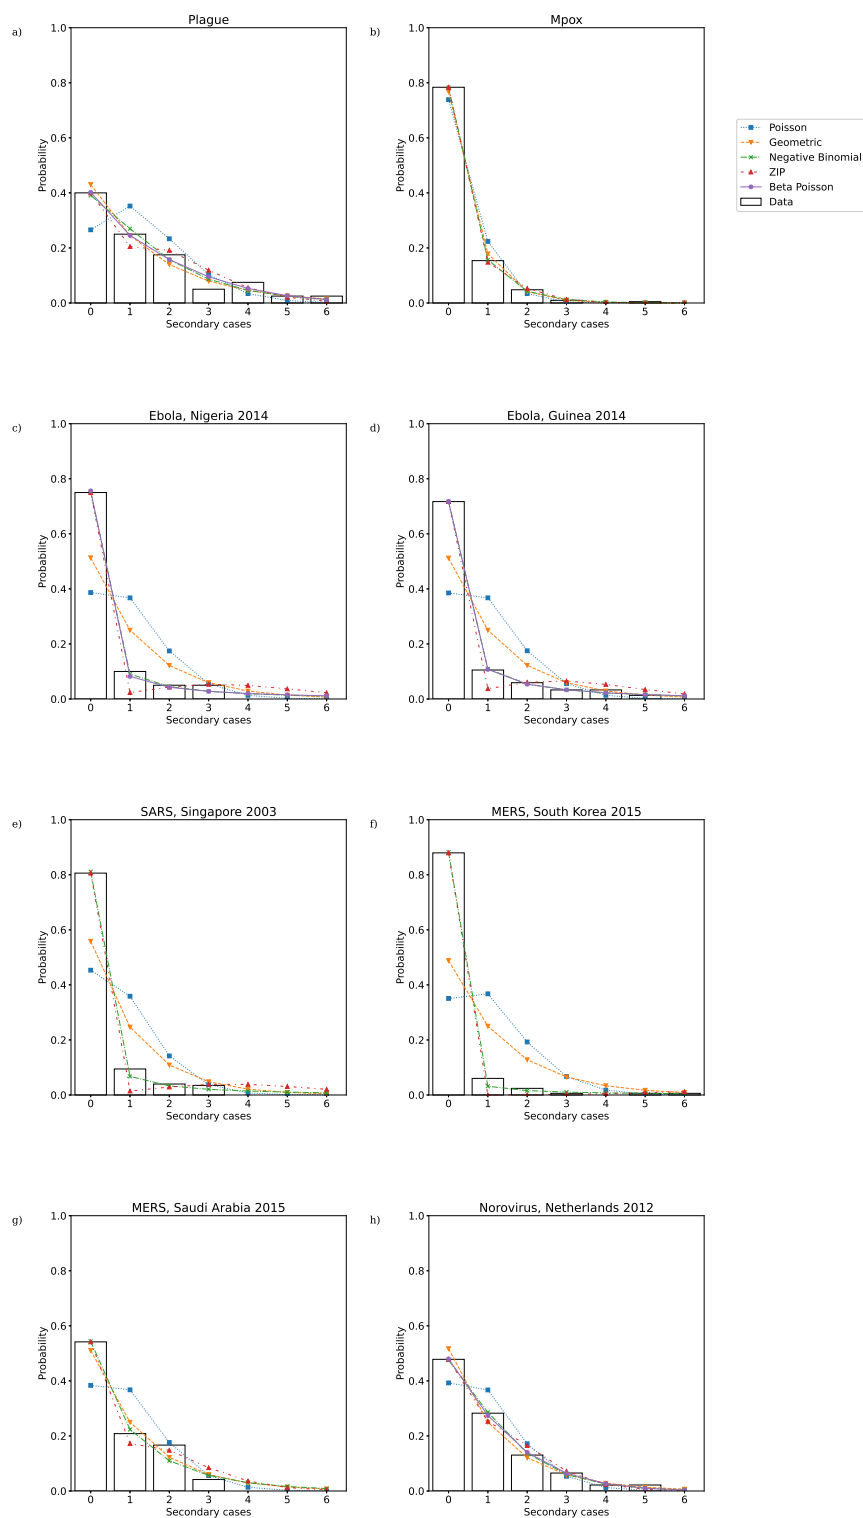 a)
Plague
Probability
1.0
0.8
0.6
0.4
0.2
0.0
0 1 2 3 4 5 6
Secondary cases
b)
Mpox
Probability
1.0
0.8
0.6
0.4
0.2
0.0
0 1 2 3 4 5 6
Secondary cases
Poisson
Geometric
Negative Binomial
ZIP
Beta Poisson
Data
c)
Ebola, Nigeria 2014
Probability
1.0
0.8
0.6
0.4
0.2
0.0
0 1 2 3 4 5 6
Secondary cases
d)
Ebola, Guinea 2014
Probability
1.0
0.8
0.6
0.4
0.2
0.0
0 1 2 3 4 5 6
Secondary cases
e)
SARS, Singapore 2003
Probability
1.0
0.8
0.6
0.4
0.2
0.0
0 1 2 3 4 5 6
Secondary cases
f)
MERS, South Korea 2015
Probability
1.0
0.8
0.6
0.4
0.2
0.0
0 1 2 3 4 5 6
Secondary cases
g)
MERS, Saudi Arabia 2015
Probability
1.0
0.8
0.6
0.4
0.2
0.0
0 1 2 3 4 5 6
Secondary cases
h)
Norovirus, Netherlands 2012
Probability
1.0
0.8
0.6
0.4
0.2
0.0
0 1 2 3 4 5 6
Secondary cases